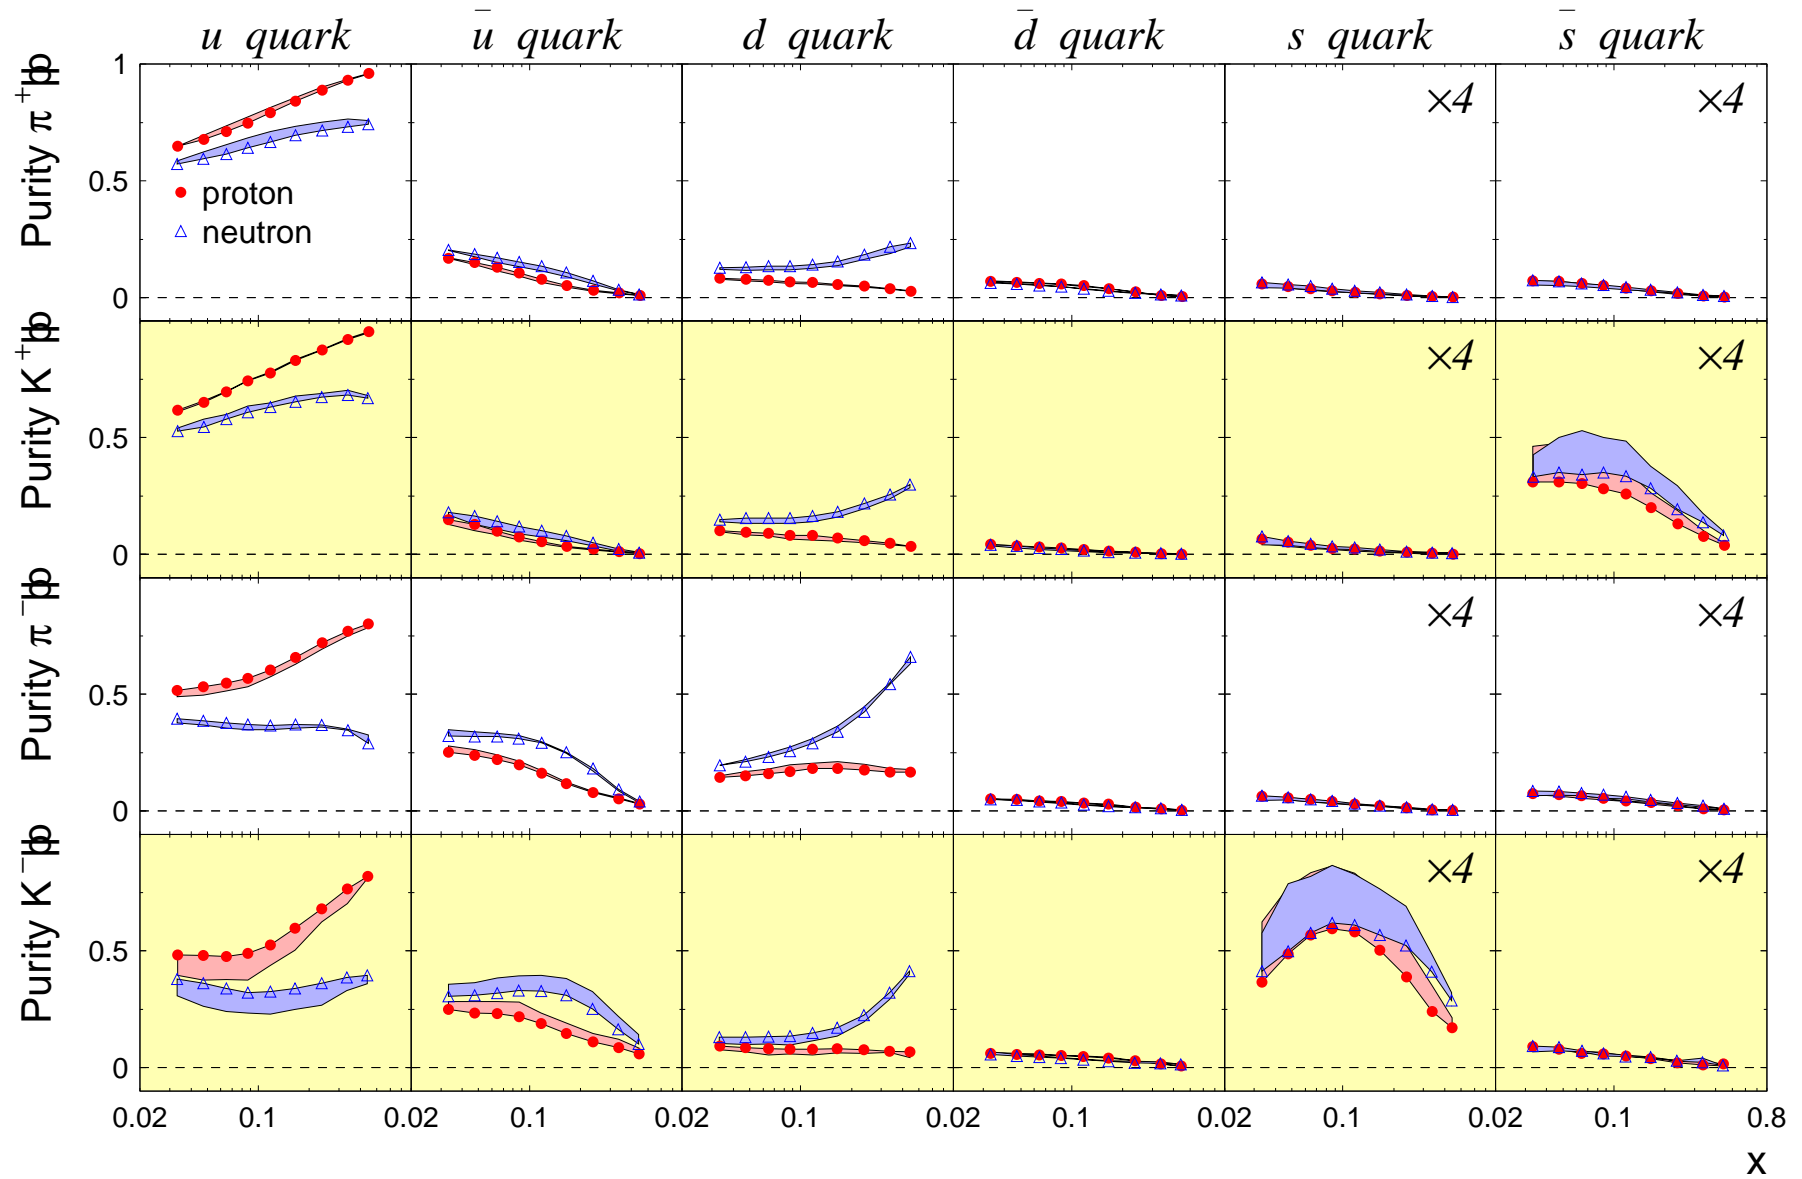 u quark ū quark d quark d̄ quark s quark s̄ quark
Purity π⁺
1
0.5
0
proton
neutron
×4 ×4
Purity K⁺
0.5
0
×4 ×4
Purity π⁻
0.5
0
×4 ×4
Purity K⁻
0.5
0
×4 ×4
0.02 0.1 0.02 0.1 0.02 0.1 0.02 0.1 0.02 0.1 0.02 0.1 0.8
x